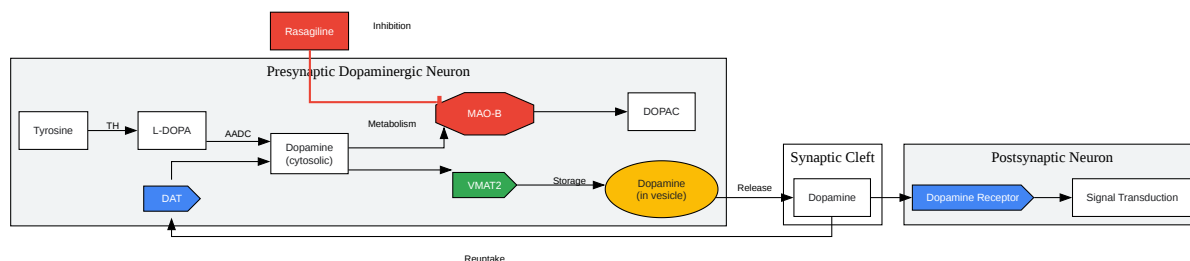 Rasagiline
Inhibition
Presynaptic Dopaminergic Neuron
MAO-B
DOPAC
Tyrosine
TH
L-DOPA
AADC
Metabolism
Dopamine
(cytosolic)
DAT
VMAT2
Storage
Dopamine
(in vesicle)
Release
Synaptic Cleft
Dopamine
Postsynaptic Neuron
Dopamine Receptor
Signal Transduction
Reuptake